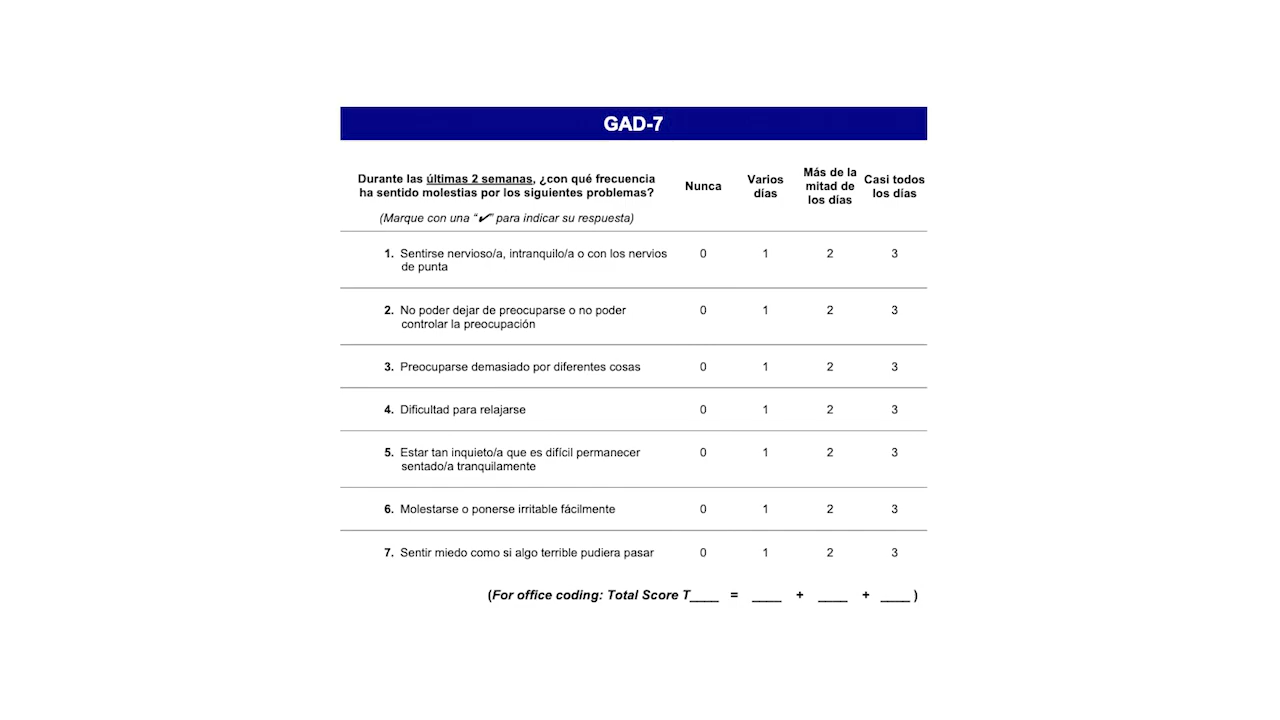 GAD-7
Durante las últimas 2 semanas, ¿con qué frecuencia
ha sentido molestias por los siguientes problemas?
(Marque con una “✔” para indicar su respuesta)
Nunca
Varios
días
Más de la
mitad de
los días
Casi todos
los días
1. Sentirse nervioso/a, intranquilo/a o con los nervios
de punta
0 1 2 3
2. No poder dejar de preocuparse o no poder
controlar la preocupación
0 1 2 3
3. Preocuparse demasiado por diferentes cosas 0 1 2 3
4. Dificultad para relajarse 0 1 2 3
5. Estar tan inquieto/a que es difícil permanecer
sentado/a tranquilamente
0 1 2 3
6. Molestarse o ponerse irritable fácilmente 0 1 2 3
7. Sentir miedo como si algo terrible pudiera pasar 0 1 2 3
(For office coding: Total Score T____ = ____ + ____ + ____ )